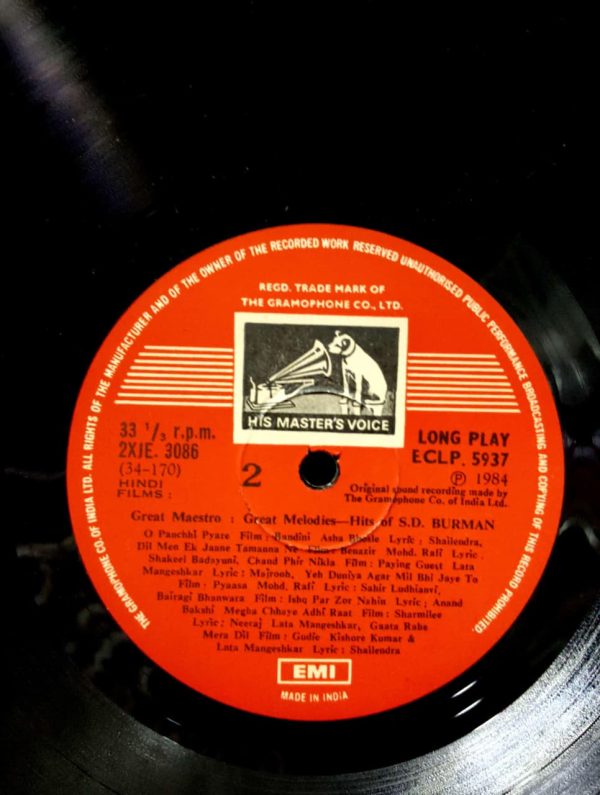 THE GRAMOPHONE CO. OF INDIA LTD. ALL RIGHTS OF THE MANUFACTURER AND OF THE OWNER OF THE RECORDED WORK RESERVED UNAUTHORISED PUBLIC PERFORMANCE BROADCASTING AND COPYING OF THIS RECORD PROHIBITED.
REGD. TRADE MARK OF
THE GRAMOPHONE CO., LTD.
HIS MASTER'S VOICE
33 1/3 r.p.m.
2XJE. 3086
(34-170)
HINDI
FILMS :
2
LONG PLAY
ECLP. 5937
℗ 1984
Original sound recording made by
The Gramophone Co. of India Ltd.
Great Maestro : Great Melodies—Hits of S.D. BURMAN
O Panchhi Pyare Film : Bandini Asha Bhosle Lyric : Shailendra,
Dil Men Ek Jaane Tamanna Ne Film : Benazir Mohd. Rafi Lyric :
Shakeel Badayuni, Chand Phir Nikla Film : Paying Guest Lata
Mangeshkar Lyric : Majrooh, Yeh Duniya Agar Mil Bhi Jaye To
Film : Pyaasa Mohd. Rafi Lyric : Sahir Ludhianvi,
Bairagi Bhanwara Film : Ishq Par Zor Nahin Lyric : Anand
Bakshi Megha Chhaye Adhi Raat Film : Sharmilee
Lyric : Neeraj Lata Mangeshkar, Gaata Rahe
Mera Dil Film : Gudie Kishore Kumar &
Lata Mangeshkar Lyric : Shailendra
EMI
MADE IN INDIA